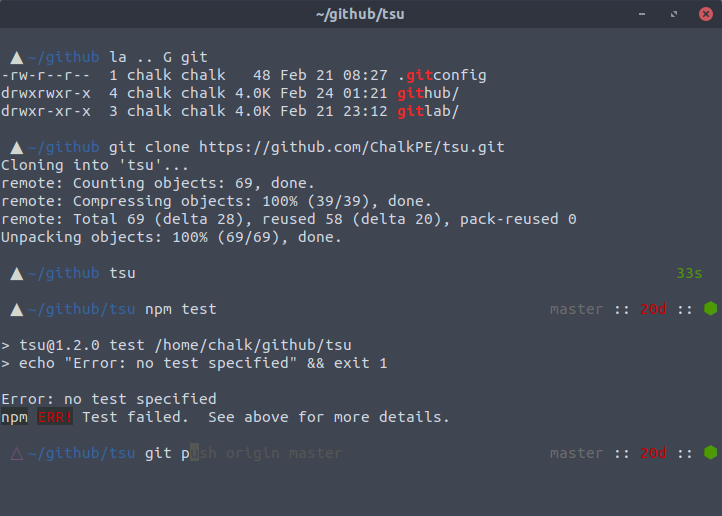 ~/github/tsu
~/github la .. G git
-rw-r--r--  1 chalk chalk   48 Feb 21 08:27 .gitconfig
drwxrwxr-x  4 chalk chalk 4.0K Feb 24 01:21 github/
drwxr-xr-x  3 chalk chalk 4.0K Feb 21 23:12 gitlab/
~/github git clone https://github.com/ChalkPE/tsu.git
Cloning into 'tsu'...
remote: Counting objects: 69, done.
remote: Compressing objects: 100% (39/39), done.
remote: Total 69 (delta 28), reused 58 (delta 20), pack-reused 0
Unpacking objects: 100% (69/69), done.
~/github tsu 33s
~/github/tsu npm test master :: 20d ::
> tsu@1.2.0 test /home/chalk/github/tsu
> echo "Error: no test specified" && exit 1
Error: no test specified
npm ERR! Test failed.  See above for more details.
~/github/tsu git push origin master master :: 20d ::